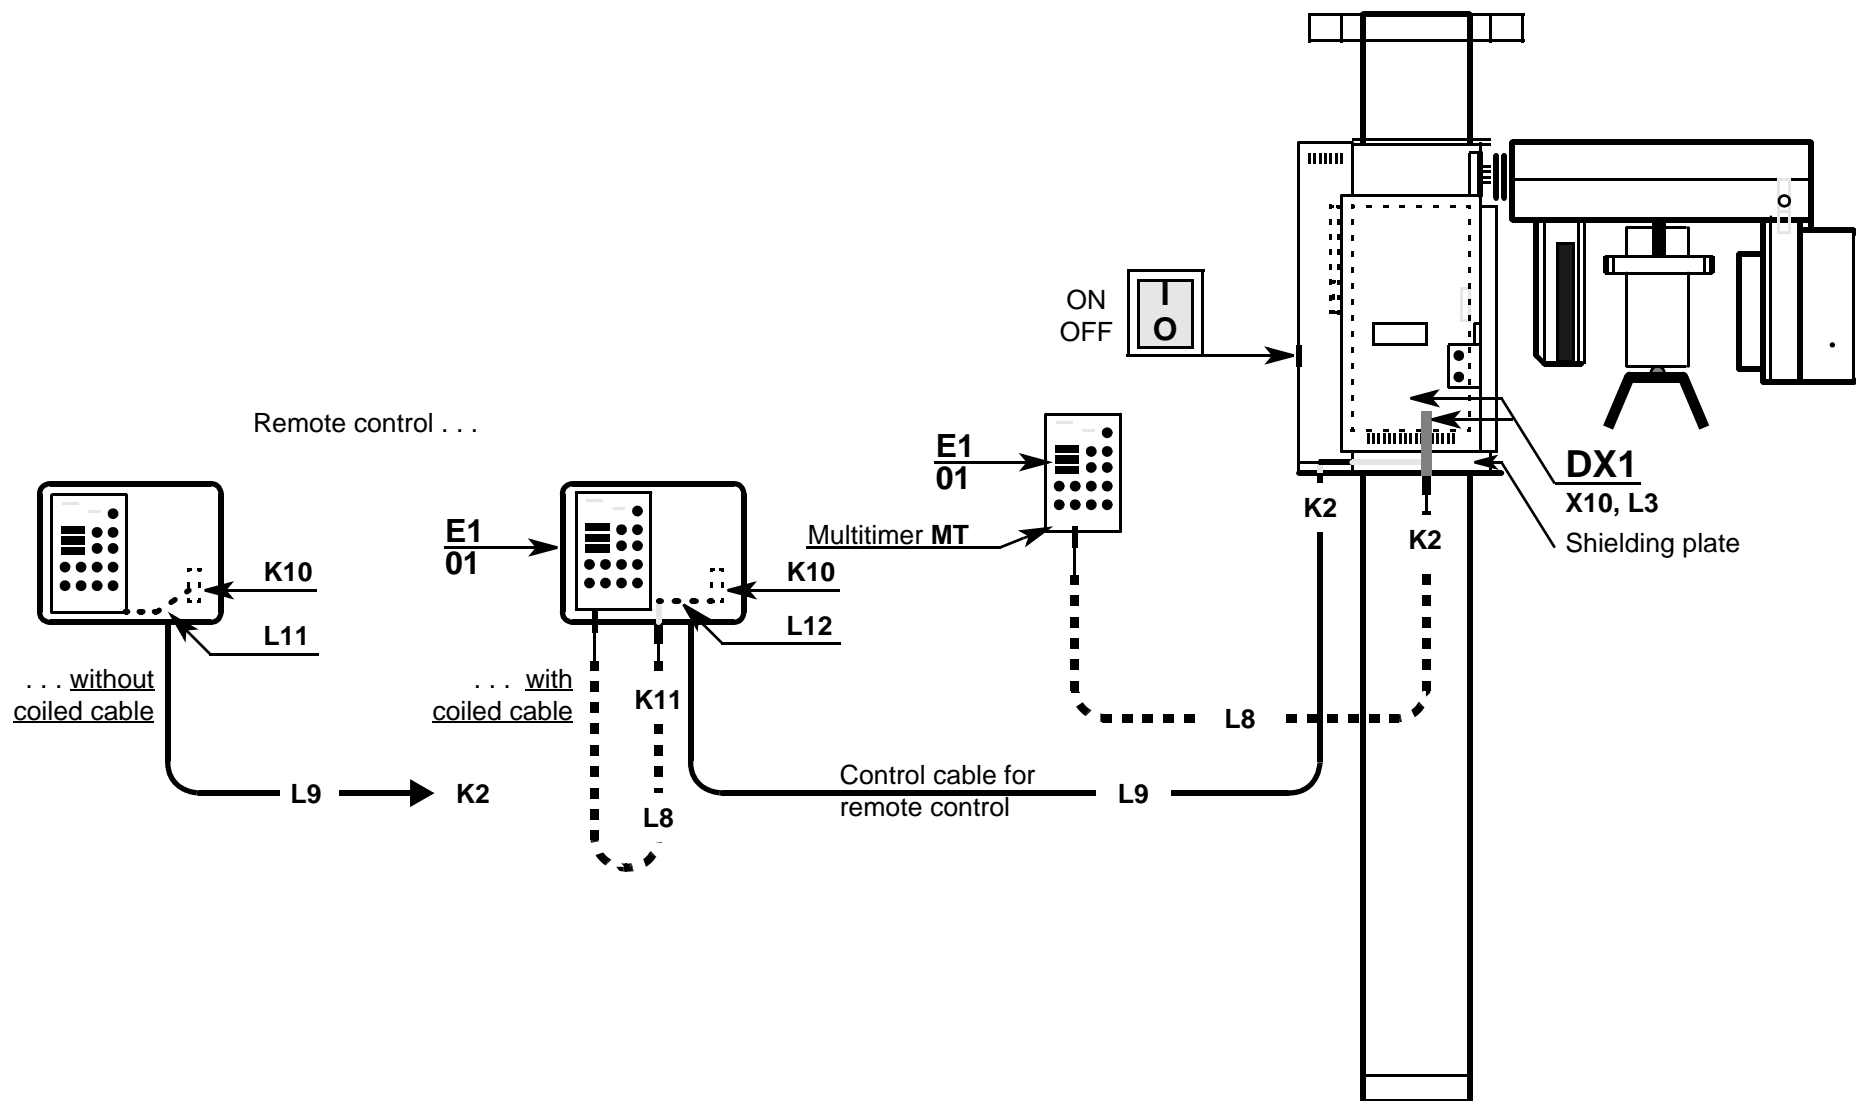 ON
OFF
O
Remote control . . .
E1
01
Multitimer MT
DX1
X10, L3
Shielding plate
K2
K2
E1
01
K10
L11
K10
L12
. . . without
coiled cable
. . . with
coiled cable
K11
L8
L9
K2
L8
Control cable for
remote control
L9